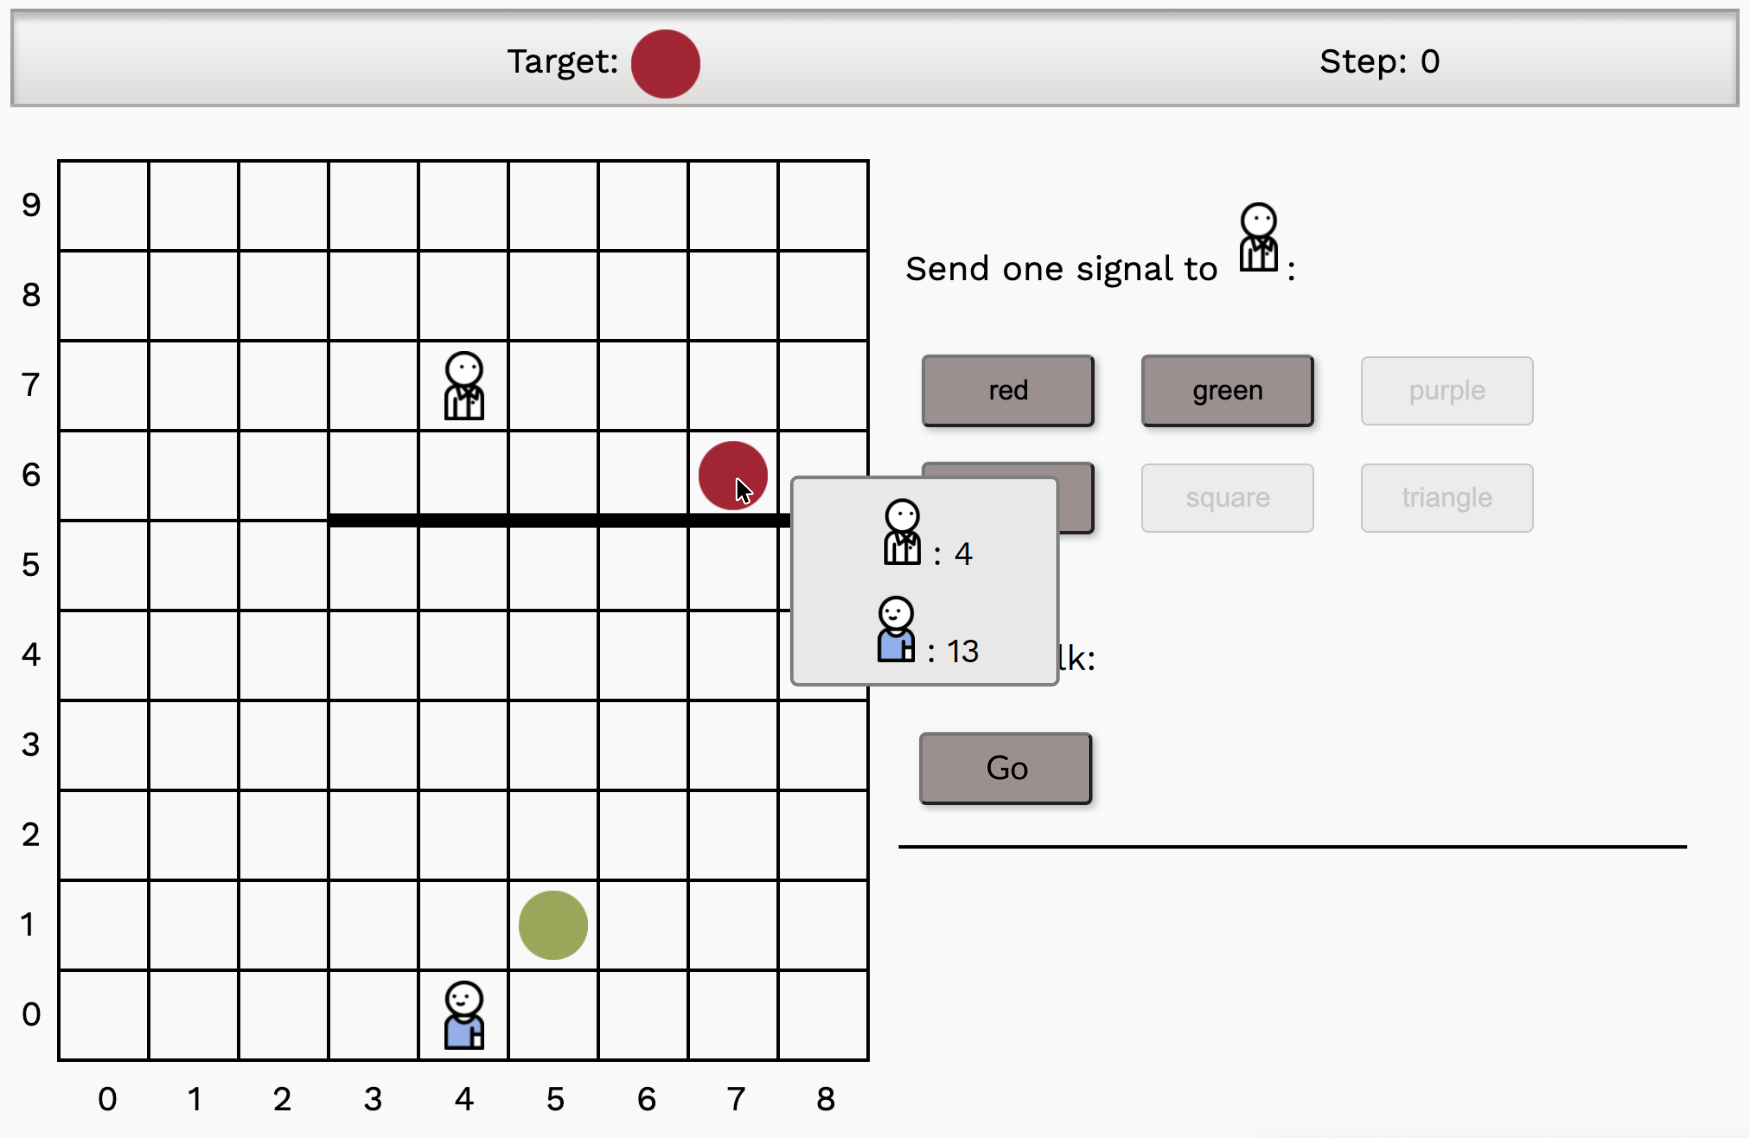 Target:
Step: 0
9
8
7
6
5
4
3
2
1
0
0 1 2 3 4 5 6 7 8
Send one signal to :
red green purple
square triangle
: 4
: 13
lk:
Go